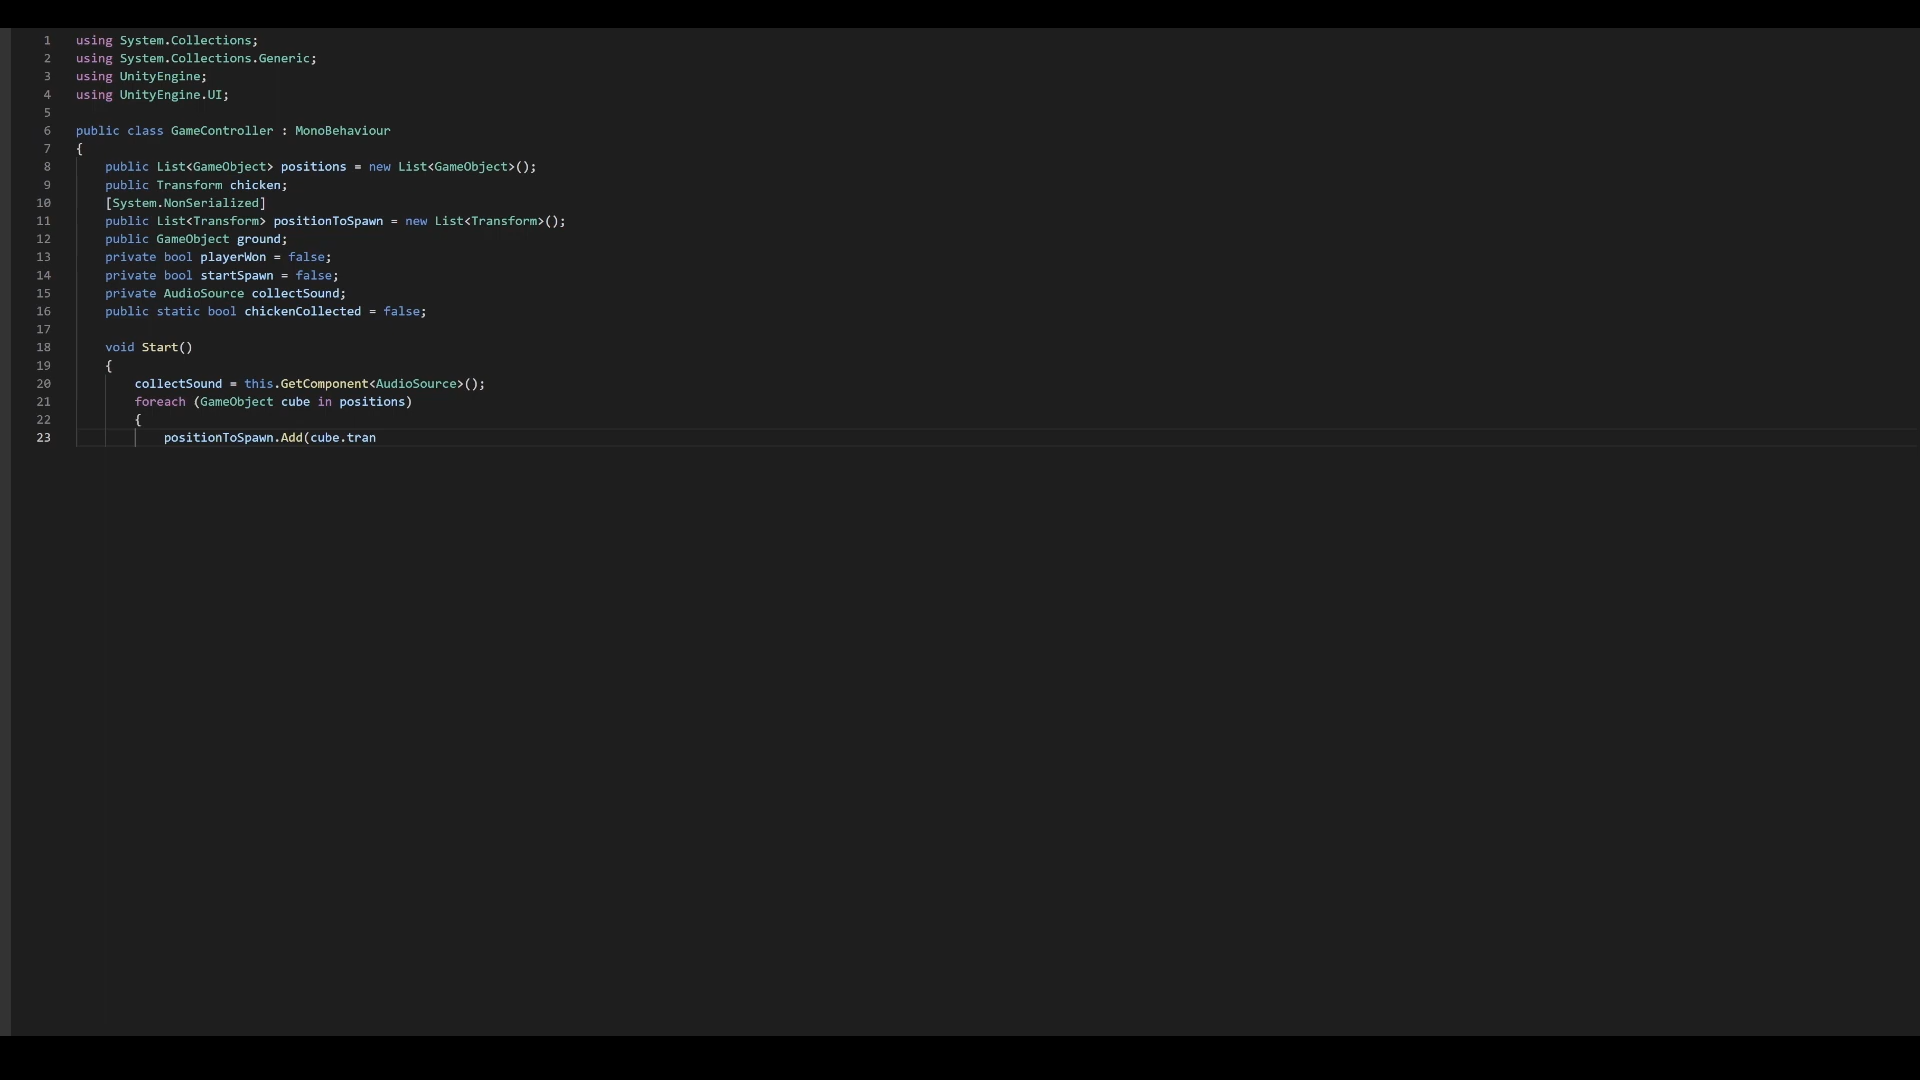 1 using System.Collections;
2 using System.Collections.Generic;
3 using UnityEngine;
4 using UnityEngine.UI;
5
6 public class GameController : MonoBehaviour
7 {
8     public List<GameObject> positions = new List<GameObject>();
9     public Transform chicken;
10     [System.NonSerialized]
11     public List<Transform> positionToSpawn = new List<Transform>();
12     public GameObject ground;
13     private bool playerWon = false;
14     private bool startSpawn = false;
15     private AudioSource collectSound;
16     public static bool chickenCollected = false;
17
18     void Start()
19     {
20         collectSound = this.GetComponent<AudioSource>();
21         foreach (GameObject cube in positions)
22         {
23             positionToSpawn.Add(cube.tran